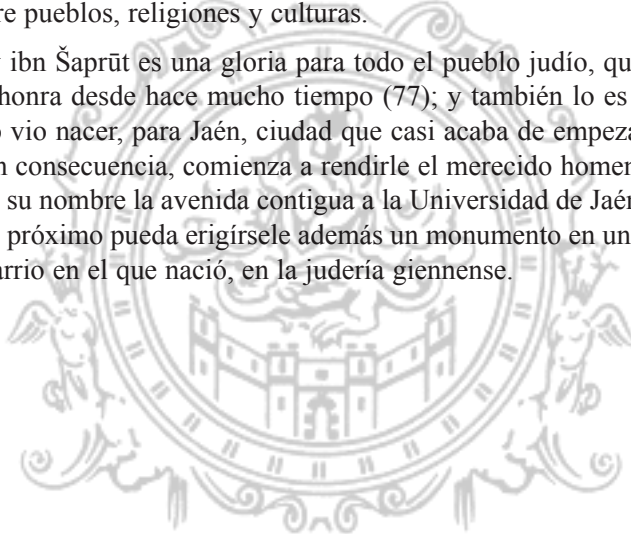 re pueblos, religiones y culturas.
ibn Šaprūt es una gloria para todo el pueblo judío, qu
honra desde hace mucho tiempo (77); y también lo es
vio nacer, para Jaén, ciudad que casi acaba de empeza
n consecuencia, comienza a rendirle el merecido homen
su nombre la avenida contigua a la Universidad de Jaén
próximo pueda erigírsele además un monumento en un
arrio en el que nació, en la judería giennense.